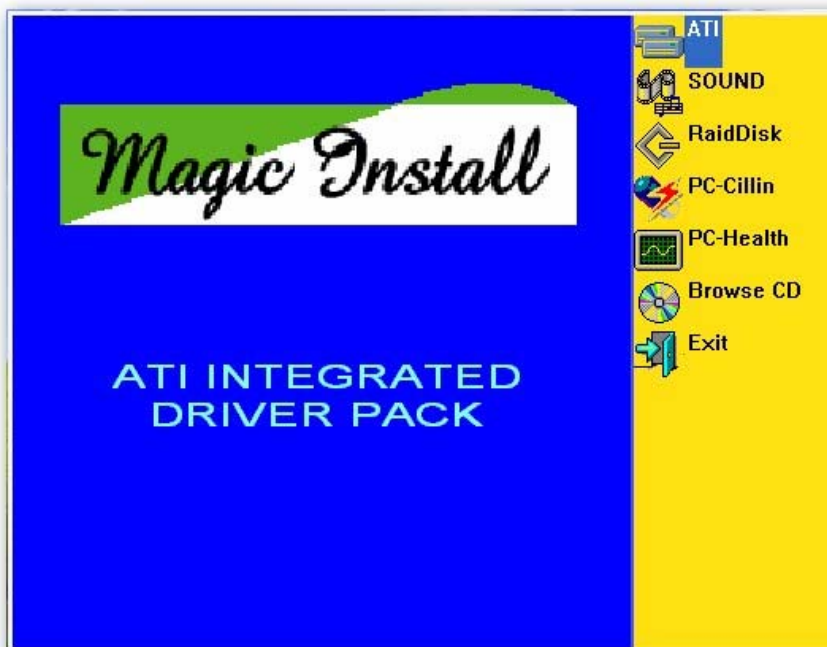 Magic Install
ATI INTEGRATED
DRIVER PACK
ATI
SOUND
RaidDisk
PC-Cillin
PC-Health
Browse CD
Exit